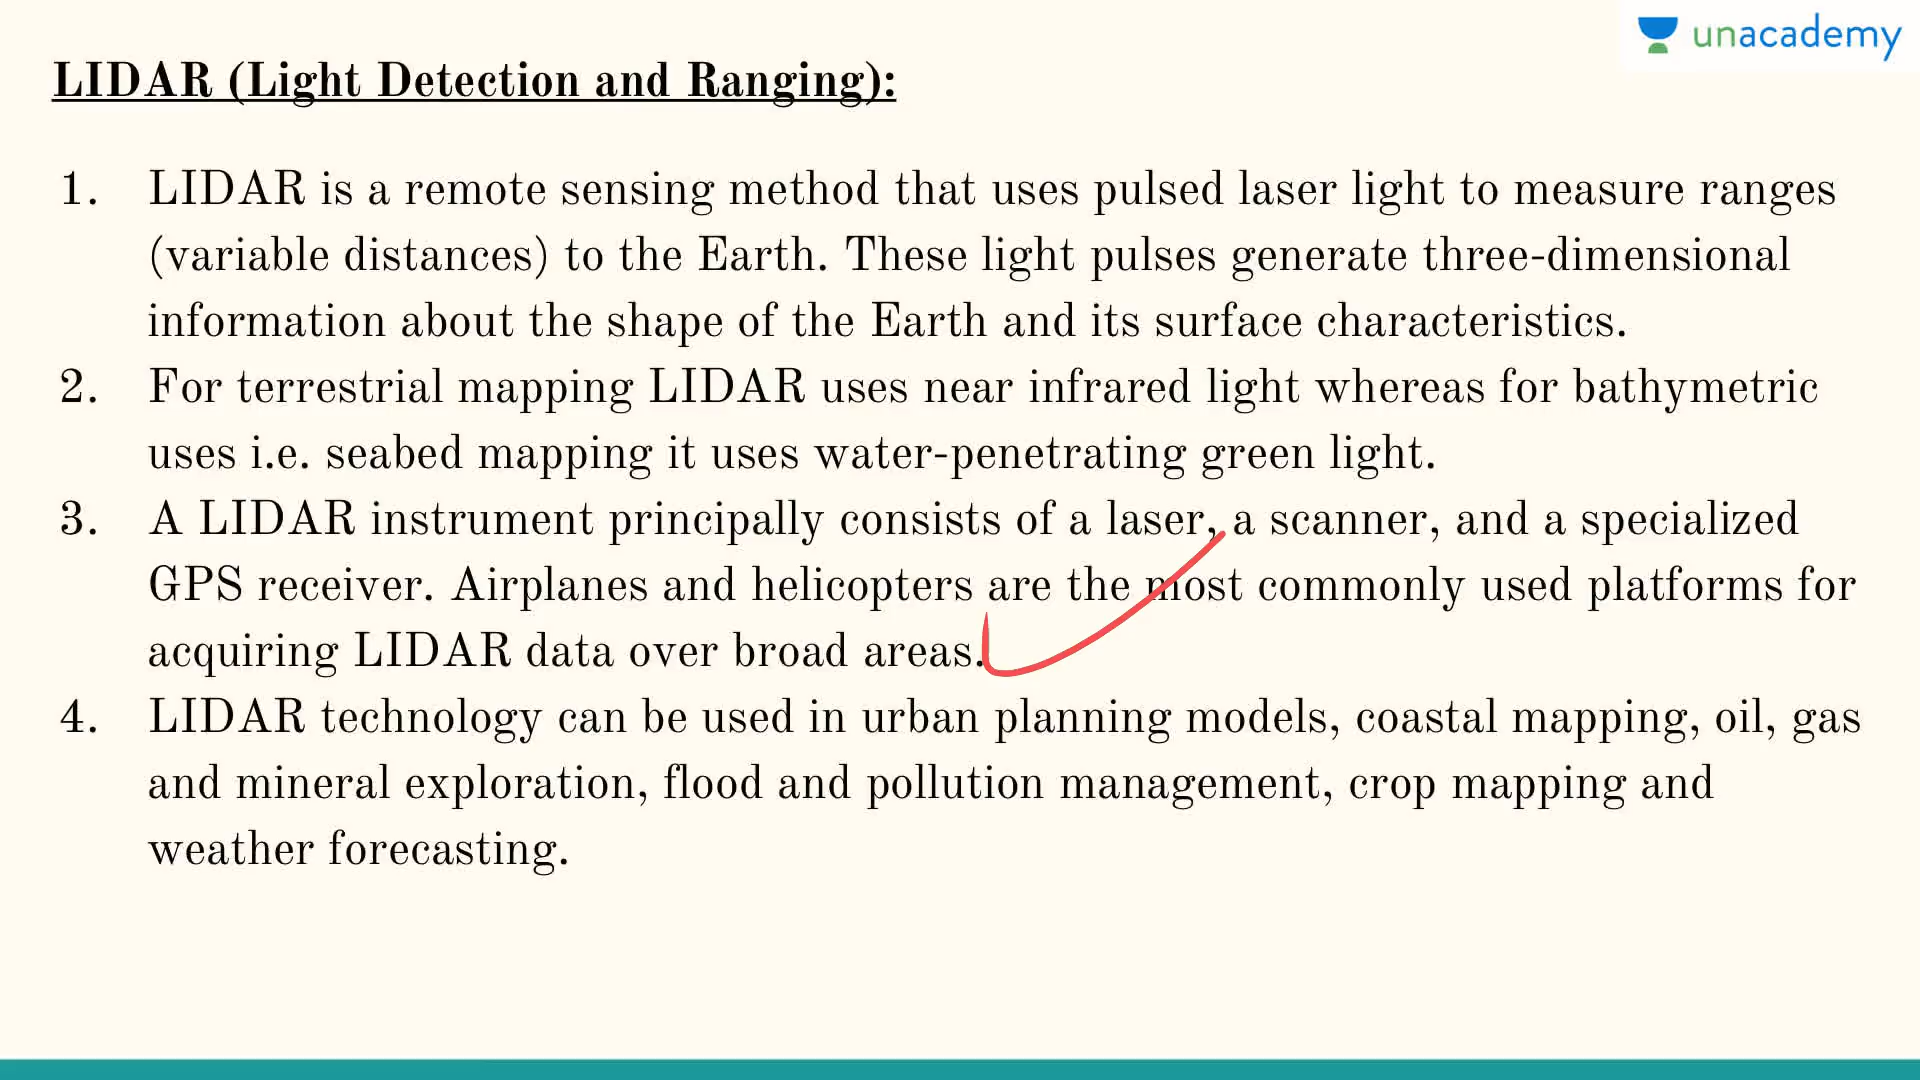 unacademy
LIDAR (Light Detection and Ranging):
1. LIDAR is a remote sensing method that uses pulsed laser light to measure ranges
(variable distances) to the Earth. These light pulses generate three-dimensional
information about the shape of the Earth and its surface characteristics.
2. For terrestrial mapping LIDAR uses near infrared light whereas for bathymetric
uses i.e. seabed mapping it uses water-penetrating green light.
3. A LIDAR instrument principally consists of a laser, a scanner, and a specialized
GPS receiver. Airplanes and helicopters are the most commonly used platforms for
acquiring LIDAR data over broad areas.
4. LIDAR technology can be used in urban planning models, coastal mapping, oil, gas
and mineral exploration, flood and pollution management, crop mapping and
weather forecasting.